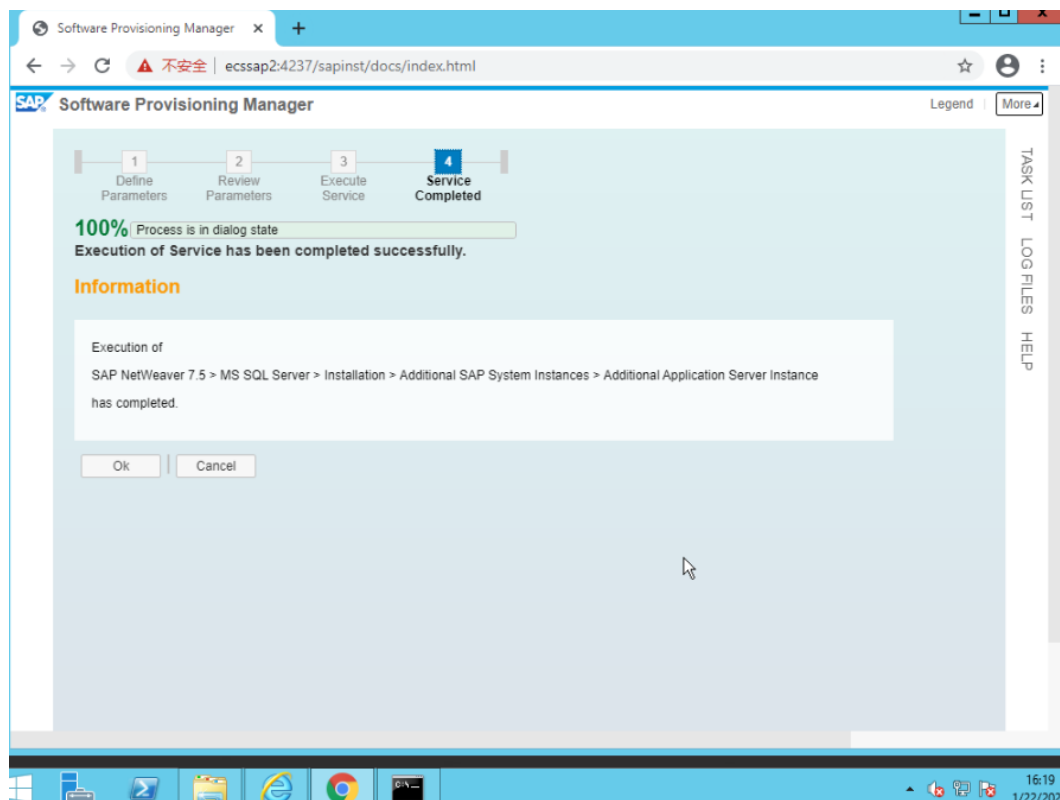 Software Provisioning Manager
不安全 ecssap2:4237/sapinst/docs/index.html
SAP Software Provisioning Manager
Legend More
1 2 3 4
Define Parameters
Review Parameters
Execute Service
Service Completed
100% Process is in dialog state
Execution of Service has been completed successfully.
Information
Execution of
SAP NetWeaver 7.5 > MS SQL Server > Installation > Additional SAP System Instances > Additional Application Server Instance
has completed.
Ok Cancel
TASK LIST
LOG FILES
HELP
16:19